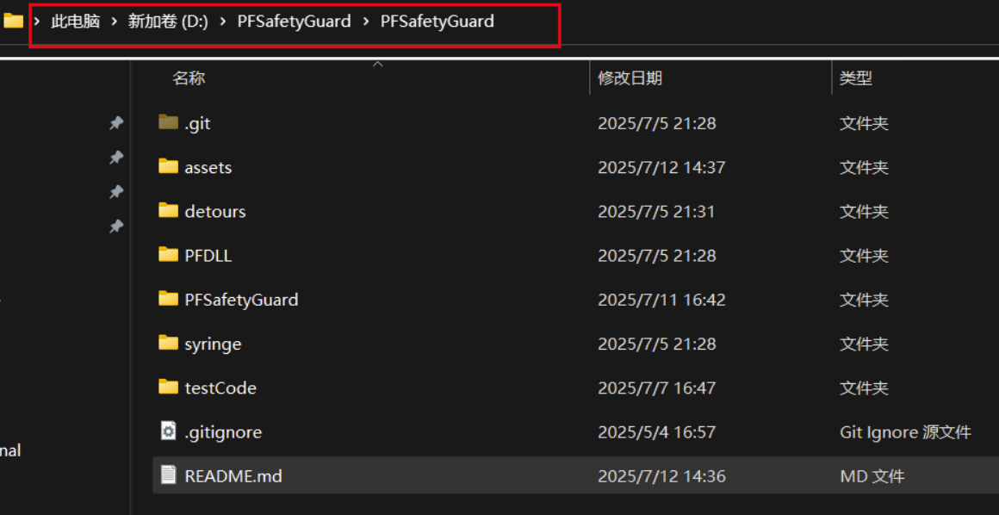 此电脑 › 新加卷 (D:) › PFSafetyGuard › PFSafetyGuard
名称 修改日期 类型
.git 2025/7/5 21:28 文件夹
assets 2025/7/12 14:37 文件夹
detours 2025/7/5 21:31 文件夹
PFDLL 2025/7/5 21:28 文件夹
PFSafetyGuard 2025/7/11 16:42 文件夹
syringe 2025/7/5 21:28 文件夹
testCode 2025/7/7 16:47 文件夹
.gitignore 2025/5/4 16:57 Git Ignore 源文件
nal
README.md 2025/7/12 14:36 MD 文件